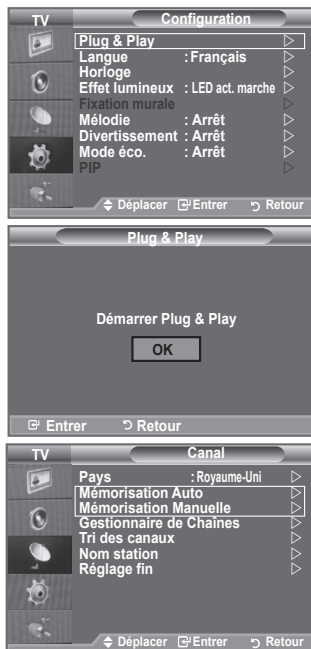 TV Configuration
Plug & Play
Langue : Français
Horloge
Effet lumineux : LED act. marche
Fixation murale
Mélodie : Arrêt
Divertissement : Arrêt
Mode éco. : Arrêt
PIP
Déplacer Entrer Retour
Plug & Play
Démarrer Plug & Play
OK
Entrer Retour
TV Canal
Pays : Royaume-Uni
Mémorisation Auto
Mémorisation Manuelle
Gestionnaire de Chaînes
Tri des canaux
Nom station
Réglage fin
Déplacer Entrer Retour